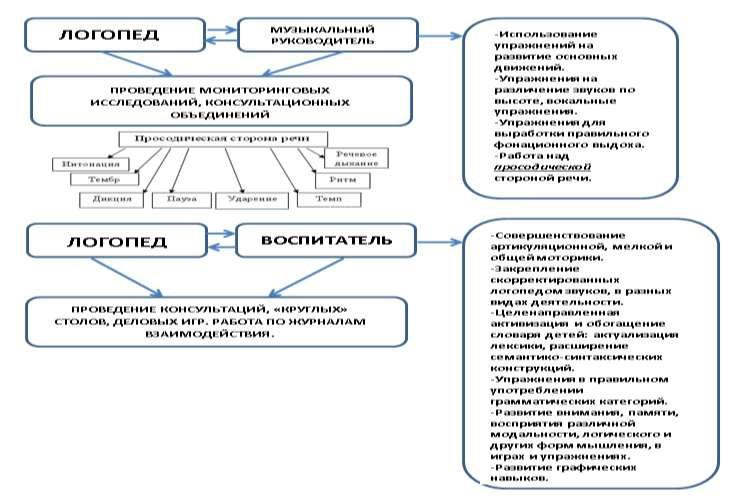 ЛОГОПЕД
МУЗЫКАЛЬНЫЙ
РУКОВОДИТЕЛЬ
-Использование
упражнений на
развитие основных
движений.
-Упражнения на
различение звуков по
высоте, вокальные
упражнения.
-Упражнения для
выработки правильного
фонационного выдоха.
-Работа над
просодической
стороной речи.
ПРОВЕДЕНИЕ МОНИТОРИНГОВЫХ
ИССЛЕДОВАНИЙ, КОНСУЛЬТАЦИОННЫХ
ОБЪЕДИНЕНИЙ
Просодическая сторона речи
Интонация
Тембр
Дикция
Пауза
Ударение
Темп
Ритм
Речевое
дыхание
ЛОГОПЕД
ВОСПИТАТЕЛЬ
-Совершенствование
артикуляционной, мелкой и
общей моторики.
-Закрепление
скорректированных
логопедом звуков, в разных
видах деятельности.
-Целенаправленная
активизация и обогащение
словаря детей: актуализация
лексики, расширение
семантико-синтаксических
конструкций.
-Упражнения в правильном
употреблении
грамматических категорий.
-Развитие внимания, памяти,
восприятия различной
модальности, логического и
других форм мышления, в
играх и упражнениях.
-Развитие графических
навыков.
ПРОВЕДЕНИЕ КОНСУЛЬТАЦИЙ, «КРУГЛЫХ»
СТОЛОВ, ДЕЛОВЫХ ИГР. РАБОТА ПО ЖУРНАЛАМ
ВЗАИМОДЕЙСТВИЯ.